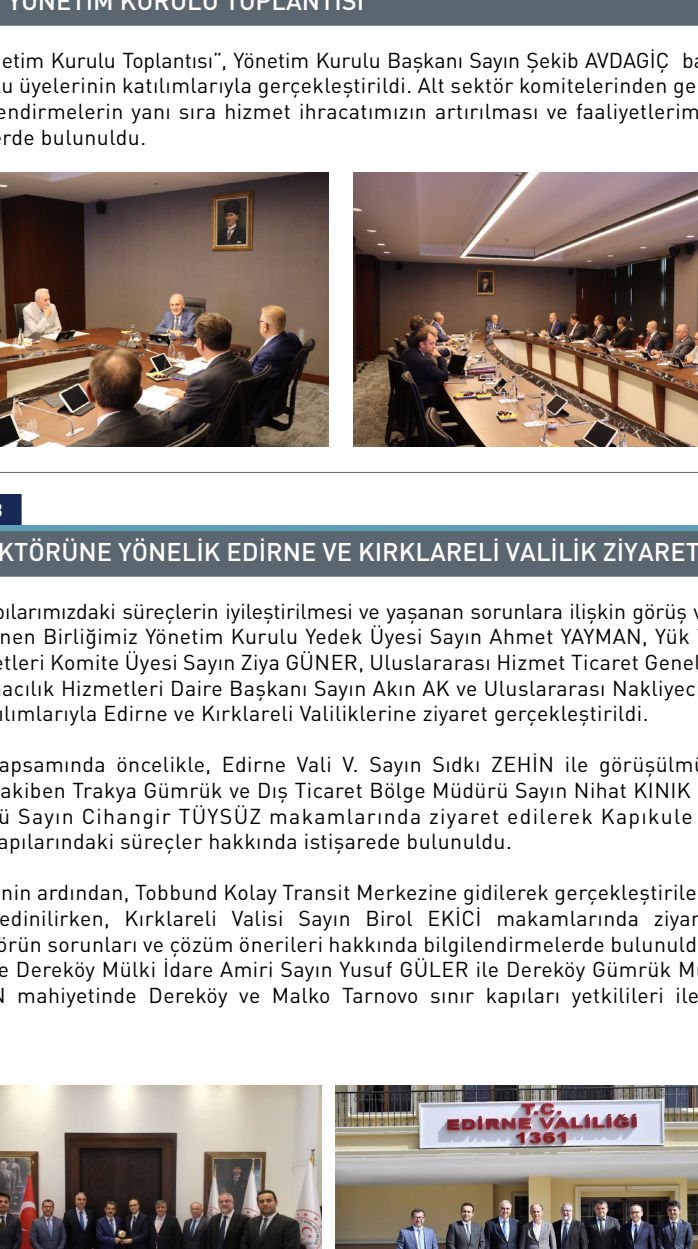 YÖNETİM KURULU TOPLANTISI
etim Kurulu Toplantısı”, Yönetim Kurulu Başkanı Sayın Şekib AVDAGİÇ ba
u üyelerinin katılımlarıyla gerçekleştirildi. Alt sektör komitelerinden ge
endirmelerin yanı sıra hizmet ihracatımızın artırılması ve faaliyetlerim
erde bulunuldu.
KTÖRÜNE YÖNELİK EDİRNE VE KIRKLARELİ VALİLİK ZİYARET
pılarımızdaki süreçlerin iyileştirilmesi ve yaşanan sorunlara ilişkin görüş v
nen Birliğimiz Yönetim Kurulu Yedek Üyesi Sayın Ahmet YAYMAN, Yük
etleri Komite Üyesi Sayın Ziya GÜNER, Uluslararası Hizmet Ticaret Genel
acılık Hizmetleri Daire Başkanı Sayın Akın AK ve Uluslararası Nakliyec
ılımlarıyla Edirne ve Kırklareli Valiliklerine ziyaret gerçekleştirildi.
apsamında öncelikle, Edirne Vali V. Sayın Sıdkı ZEHİN ile görüşülmü
akiben Trakya Gümrük ve Dış Ticaret Bölge Müdürü Sayın Nihat KINIK
ü Sayın Cihangir TÜYSÜZ makamlarında ziyaret edilerek Kapıkule
apılarındaki süreçler hakkında istişarede bulunuldu.
nin ardından, Tobbund Kolay Transit Merkezine gidilerek gerçekleştirile
edinilirken, Kırklareli Valisi Sayın Birol EKİCİ makamlarında ziyar
örün sorunları ve çözüm önerileri hakkında bilgilendirmelerde bulunuld
e Dereköy Mülki İdare Amiri Sayın Yusuf GÜLER ile Dereköy Gümrük M
N mahiyetinde Dereköy ve Malko Tarnovo sınır kapıları yetkilileri ile
T.C.
EDİRNE VALİLİĞİ
1361